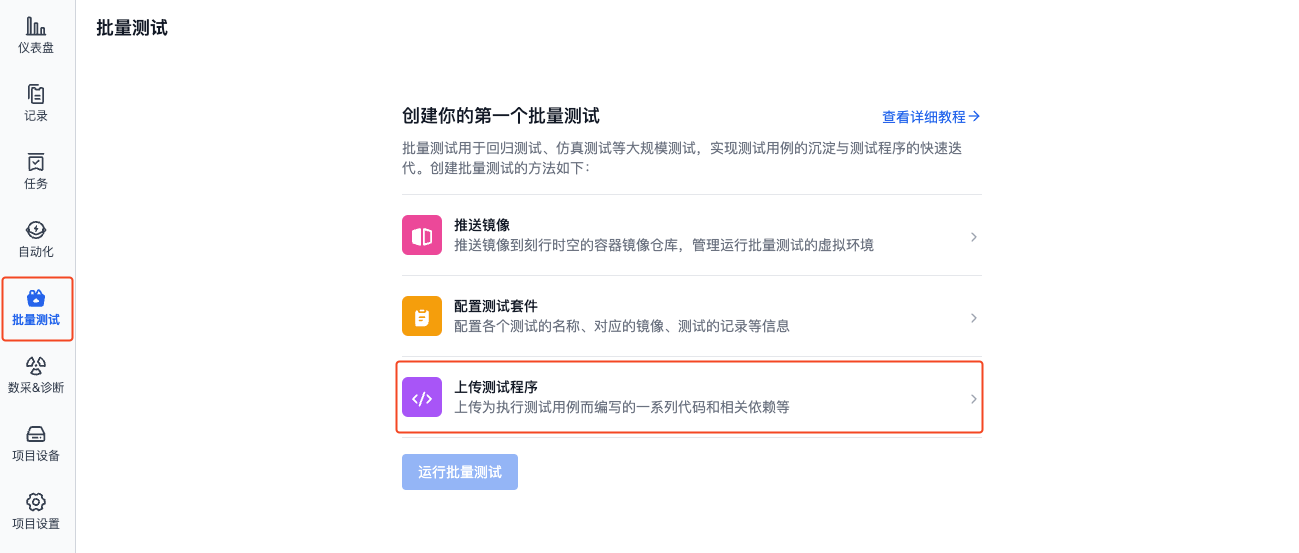 批量测试
仪表盘
记录
任务
自动化
批量测试
数采&诊断
项目设备
项目设置
创建你的第一个批量测试
查看详细教程→
批量测试用于回归测试、仿真测试等大规模测试，实现测试用例的沉淀与测试程序的快速迭
代。创建批量测试的方法如下：
推送镜像
推送镜像到刻行时空的容器镜像仓库，管理运行批量测试的虚拟环境
配置测试套件
配置各个测试的名称、对应的镜像、测试的记录等信息
上传测试程序
上传为执行测试用例而编写的一系列代码和相关依赖等
运行批量测试